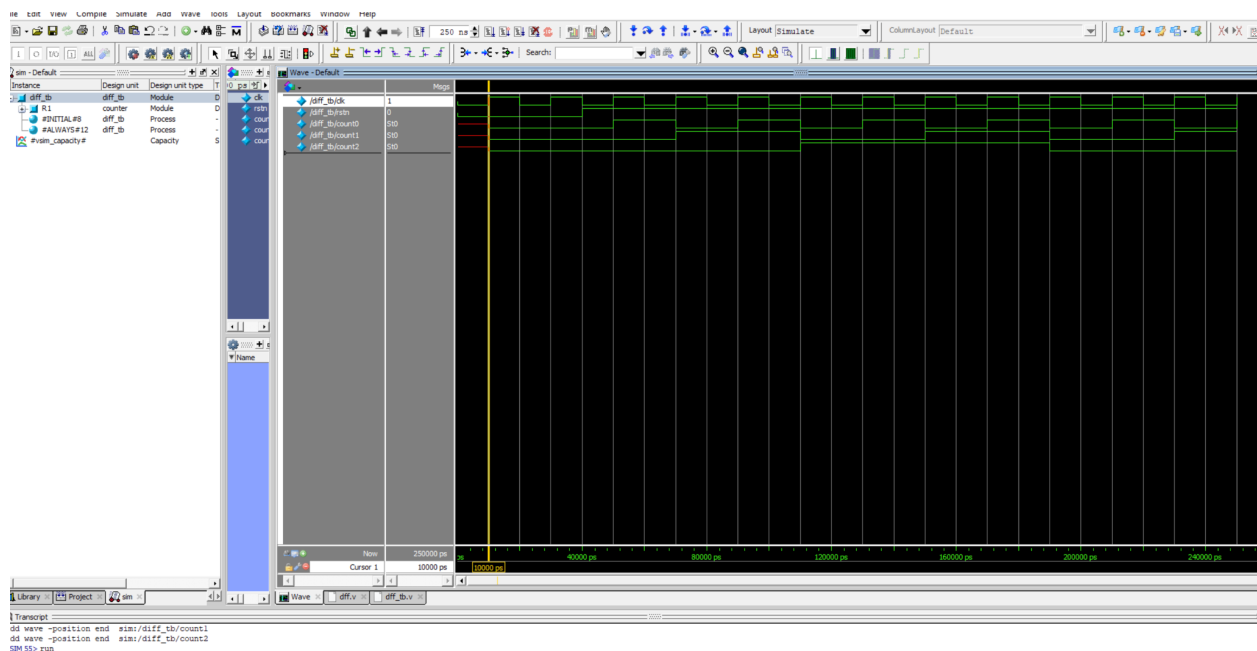 File Edit View Compile Simulate Add Wave Tools Layout Bookmarks Window Help
250 ns
Layout Simulate
ColumnLayout Default
Search:
sim - Default
Instance Design unit Design unit type
diff_tb diff_tb Module
R1 counter Module
#INITIAL#8 diff_tb Process
#ALWAYS#12 diff_tb Process
#vsim_capacity# Capacity
clk
rstn
Name
Wave - Default
Msgs
/diff_tb/clk 1
/diff_tb/rstn 0
/diff_tb/count0 St0
/diff_tb/count1 St0
/diff_tb/count2 St0
Now 250000 ps
Cursor 1 10000 ps
40000 ps 80000 ps 120000 ps 160000 ps 200000 ps 240000 ps
10000 ps
Library Project sim
Wave dff.v dff_tb.v
Transcript
dd wave -position end sim:/diff_tb/count1
dd wave -position end sim:/diff_tb/count2
SIM 55> run